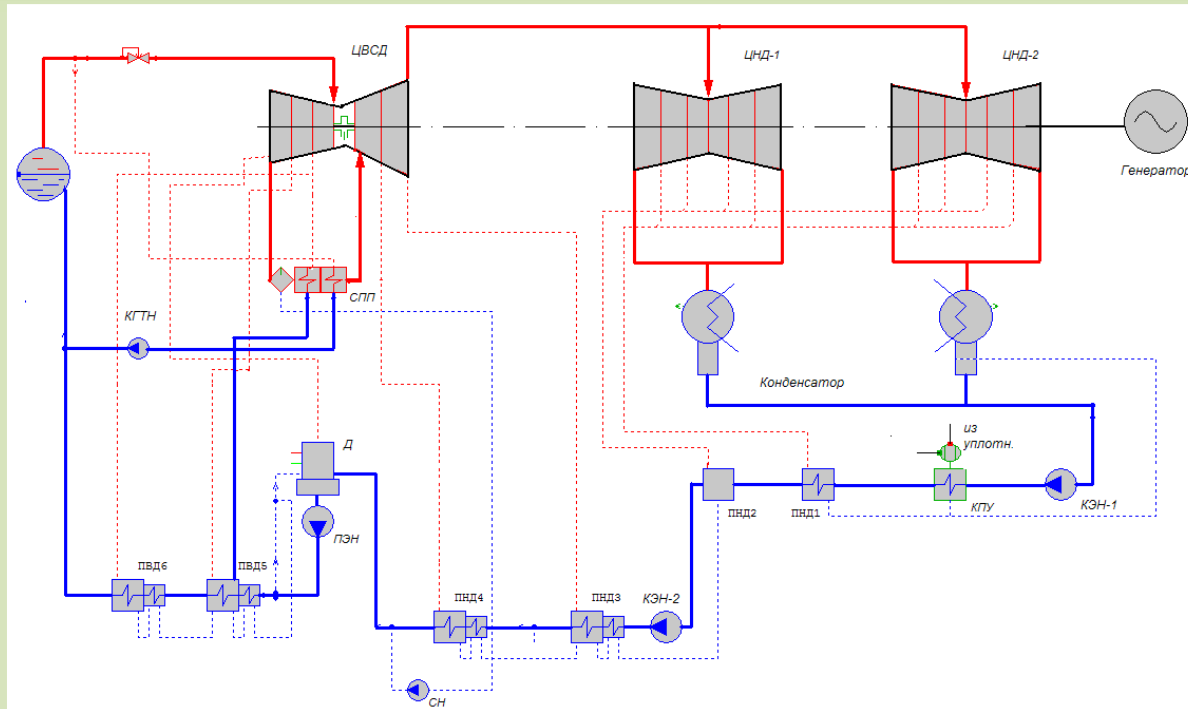 ЦВСД
ЦНД-1
ЦНД-2
Генератор
СПП
КГТН
Конденсатор
из
уплотн.
Д
ПНД2
ПНД1
КПУ
КЭН-1
ПЭН
ПВД6
ПВД5
ПНД4
ПНД3
КЭН-2
СН